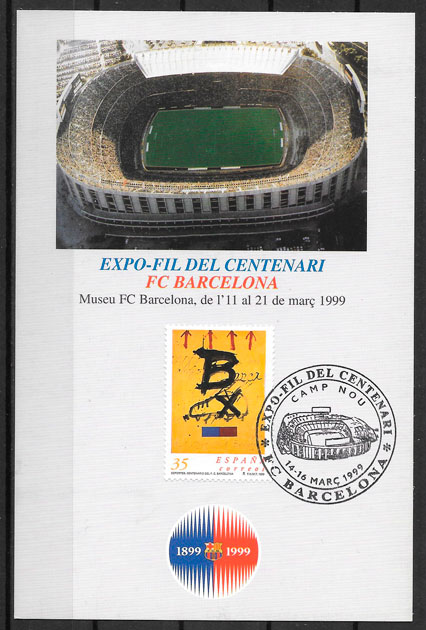 EXPO-FIL DEL CENTENARI
FC BARCELONA
Museu FC Barcelona, de l'11 al 21 de març 1999
B
X
35
ESPAÑA
correos
* EXPO-FIL DEL CENTENARI *
CAMP NOU
14-16 MARÇ 1999
FC BARCELONA
1899 1999